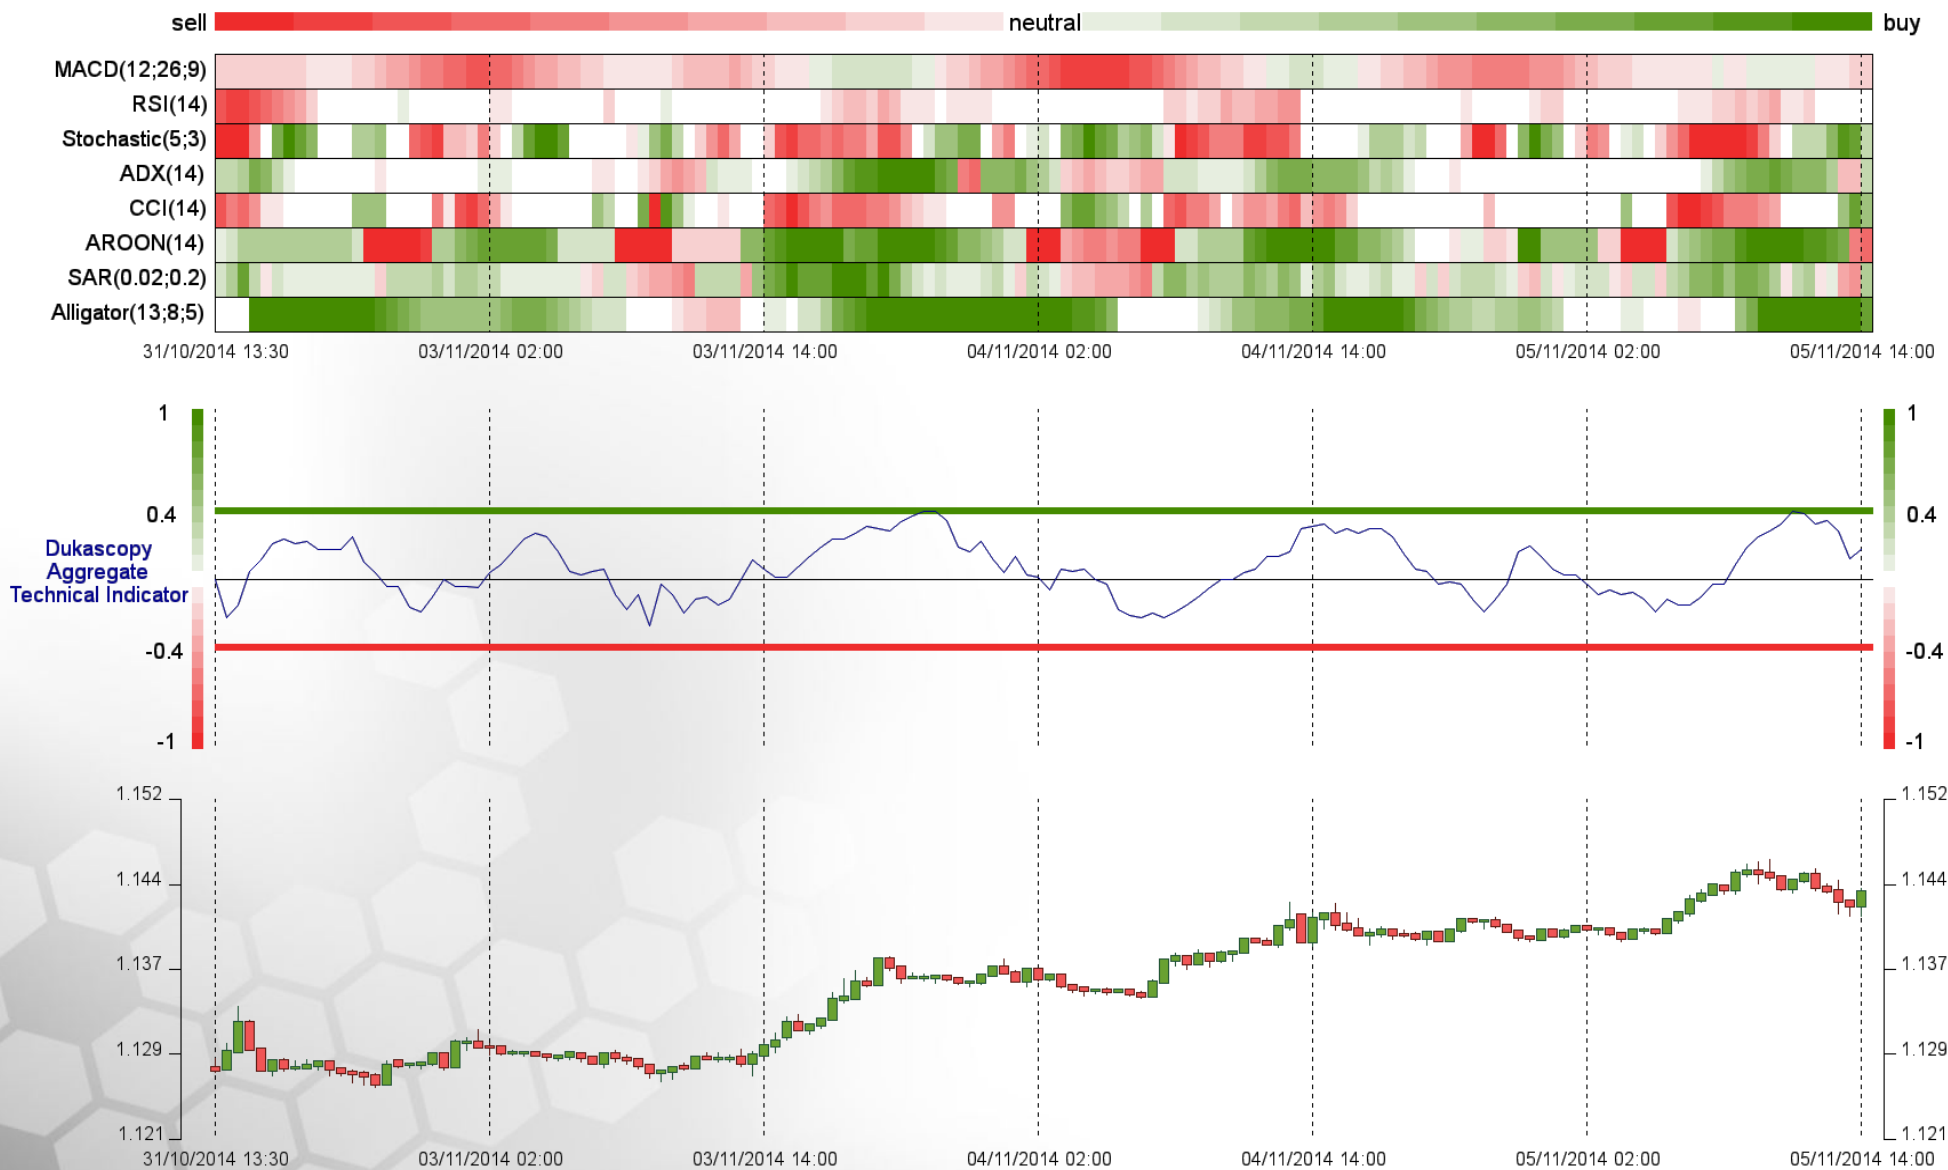 sell neutral buy
MACD(12;26;9)
RSI(14)
Stochastic(5;3)
ADX(14)
CCI(14)
AROON(14)
SAR(0.02;0.2)
Alligator(13;8;5)
31/10/2014 13:30 03/11/2014 02:00 03/11/2014 14:00 04/11/2014 02:00 04/11/2014 14:00 05/11/2014 02:00 05/11/2014 14:00
1 1
0.4 0.4
Dukascopy
Aggregate
Technical Indicator
-0.4 -0.4
-1 -1
1.152 1.152
1.144 1.144
1.137 1.137
1.129 1.129
1.121 1.121
31/10/2014 13:30 03/11/2014 02:00 03/11/2014 14:00 04/11/2014 02:00 04/11/2014 14:00 05/11/2014 02:00 05/11/2014 14:00